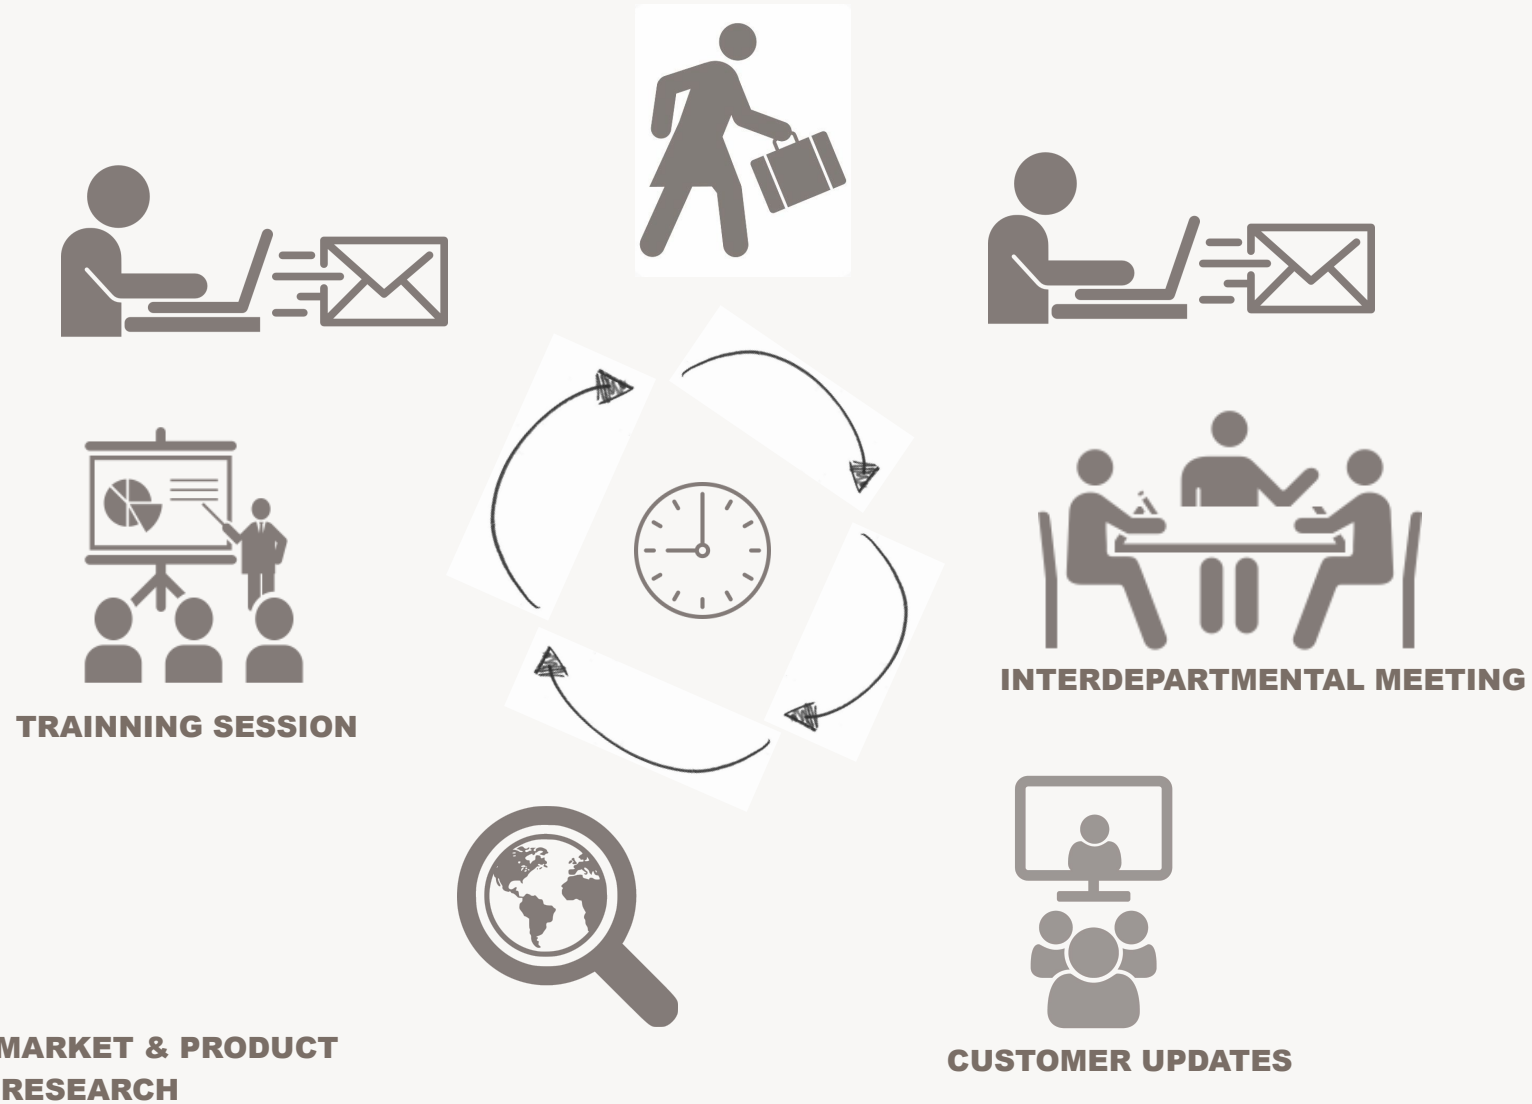 INTERDEPARTMENTAL MEETING
TRAINNING SESSION
MARKET & PRODUCT
RESEARCH
CUSTOMER UPDATES